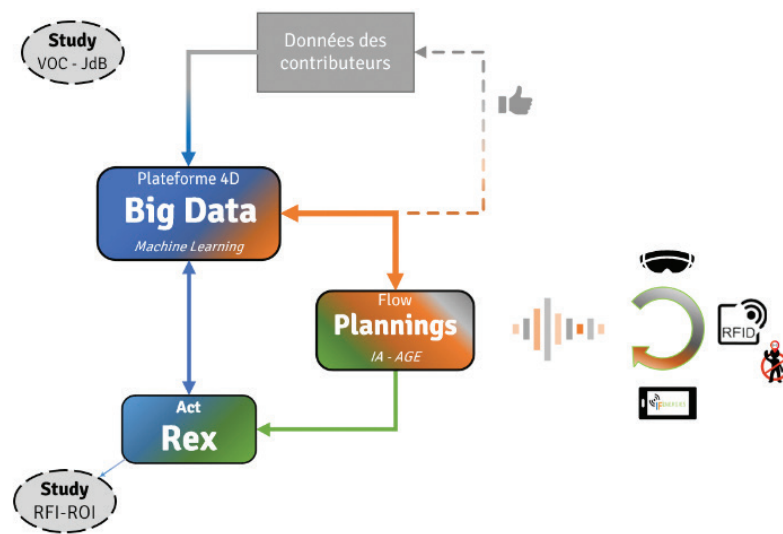 Study
VOC - JdB
Données des
contributeurs
Plateforme 4D
Big Data
Machine Learning
Flow
Plannings
IA - AGE
RFID
Act
Rex
Study
RFI-ROI